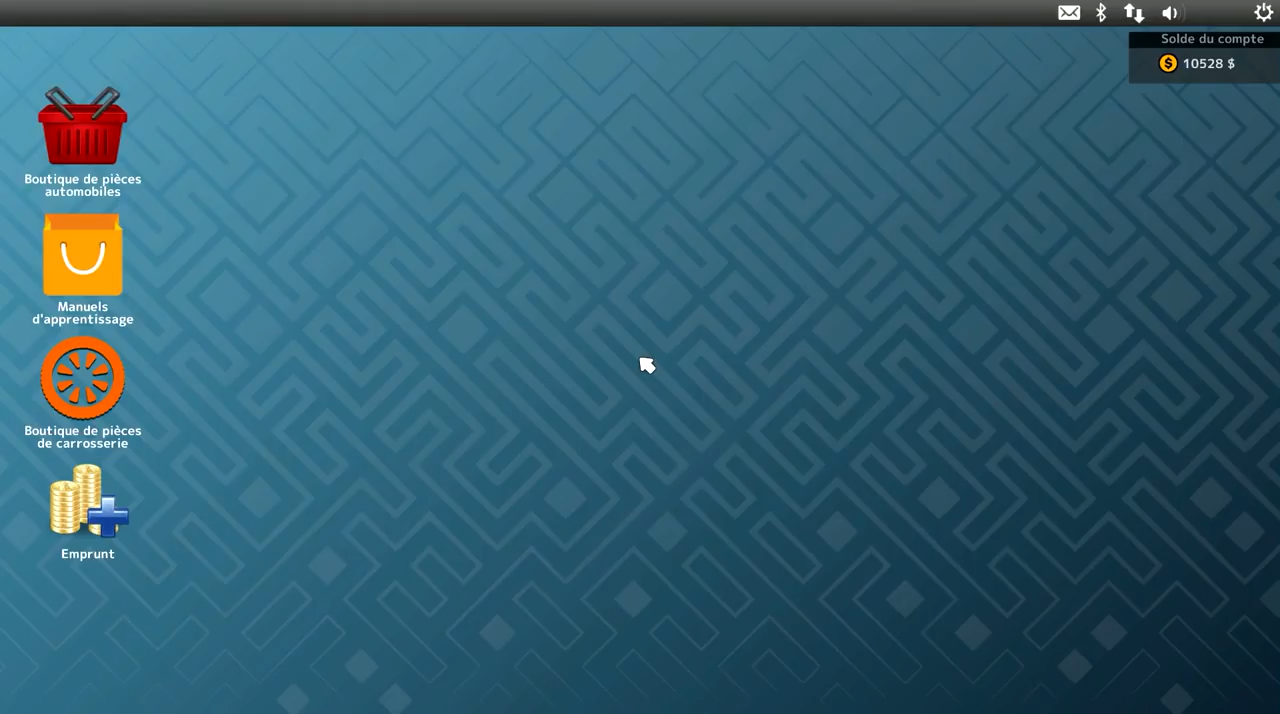 Solde du compte
10528 $
Boutique de pièces
automobiles
Manuels
d'apprentissage
Boutique de pièces
de carrosserie
Emprunt